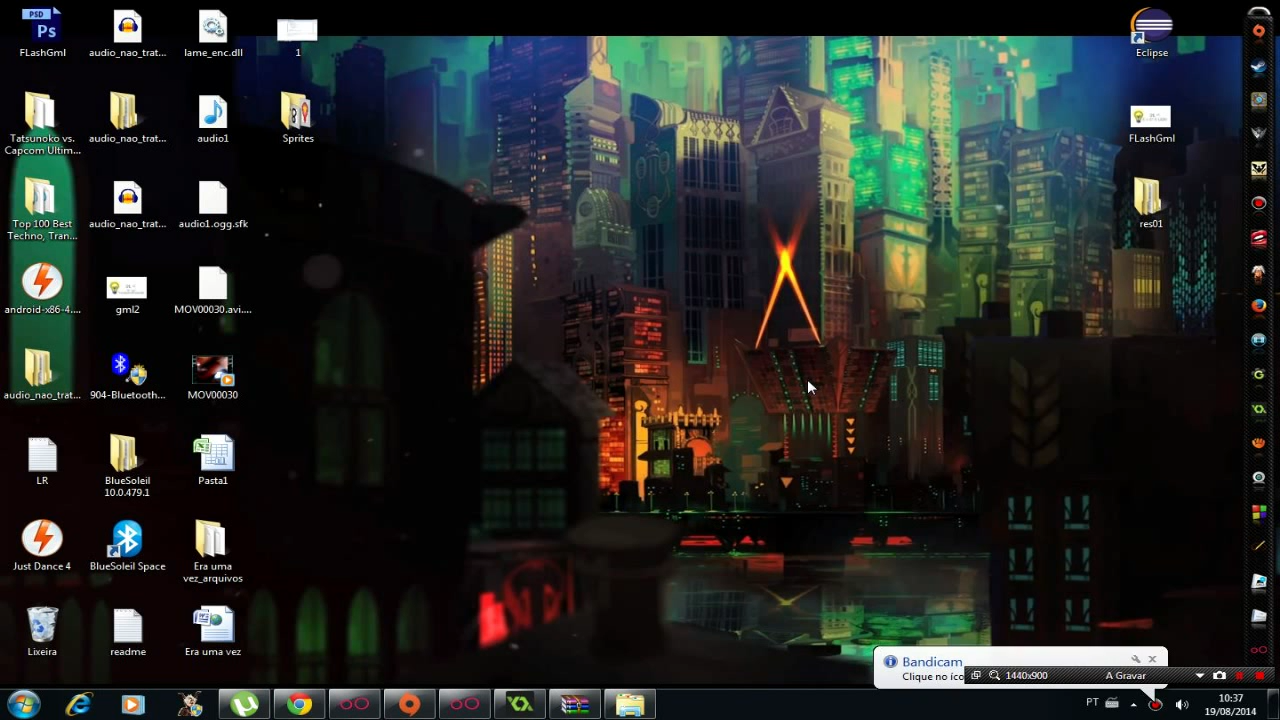 PSD
Ps
FLashGml
audio_nao_trat...
lame_enc.dll
1
Eclipse
Tatsunoko vs.
Capcom Ultim...
audio_nao_trat...
audio1
Sprites
FLashGml
Top 100 Best
Techno, Tran...
audio_nao_trat...
audio1.ogg.sfk
res01
android-x86-4....
gml2
MOV00030.avi....
audio_nao_trat...
904-Bluetooth...
MOV00030
LR
BlueSoleil
10.0.479.1
Pasta1
Just Dance 4
BlueSoleil Space
Era uma
vez_arquivos
Lixeira
readme
Era uma vez
Bandicam
Clique no íco
1440x900
A Gravar
PT
10:37
19/08/2014